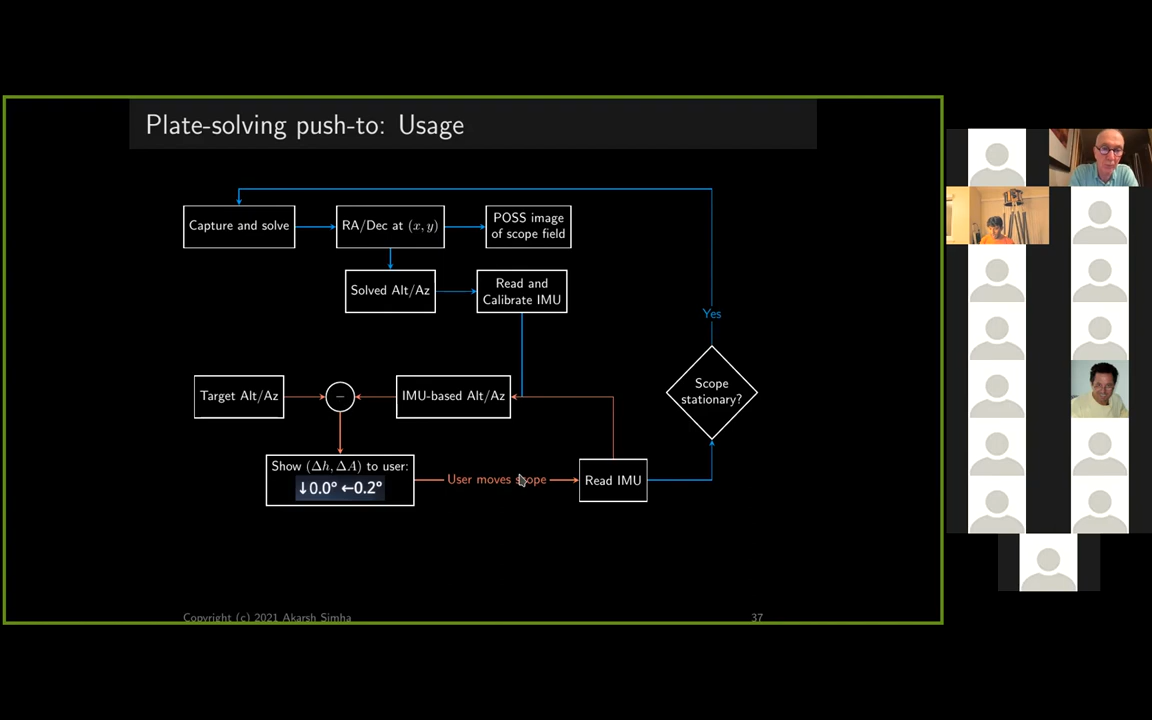 Plate-solving push-to: Usage
Capture and solve
RA/Dec at (x, y)
POSS image
of scope field
Solved Alt/Az
Read and
Calibrate IMU
Yes
Target Alt/Az
−
IMU-based Alt/Az
Scope
stationary?
Show (Δh, ΔA) to user:
↓0.0° ←0.2°
User moves scope
Read IMU
Copyright (c) 2021 Akarsh Simha
37